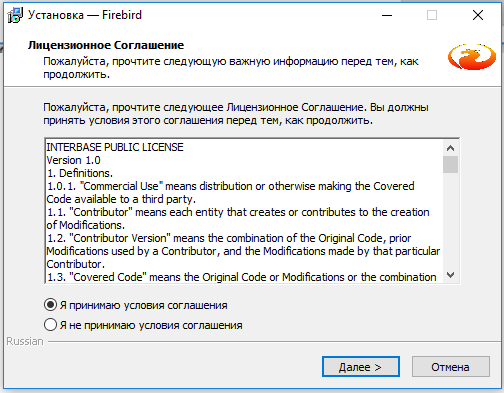 Установка — Firebird
Лицензионное Соглашение
Пожалуйста, прочтите следующую важную информацию перед тем, как
продолжить.
Пожалуйста, прочтите следующее Лицензионное Соглашение. Вы должны
принять условия этого соглашения перед тем, как продолжить.
INTERBASE PUBLIC LICENSE
Version 1.0
1. Definitions.
1.0.1. "Commercial Use" means distribution or otherwise making the Covered
Code available to a third party.
1.1. "Contributor" means each entity that creates or contributes to the creation
of Modifications.
1.2. "Contributor Version" means the combination of the Original Code, prior
Modifications used by a Contributor, and the Modifications made by that particular
Contributor.
1.3. "Covered Code" means the Original Code or Modifications or the combination
Я принимаю условия соглашения
Я не принимаю условия соглашения
Russian
Далее >
Отмена